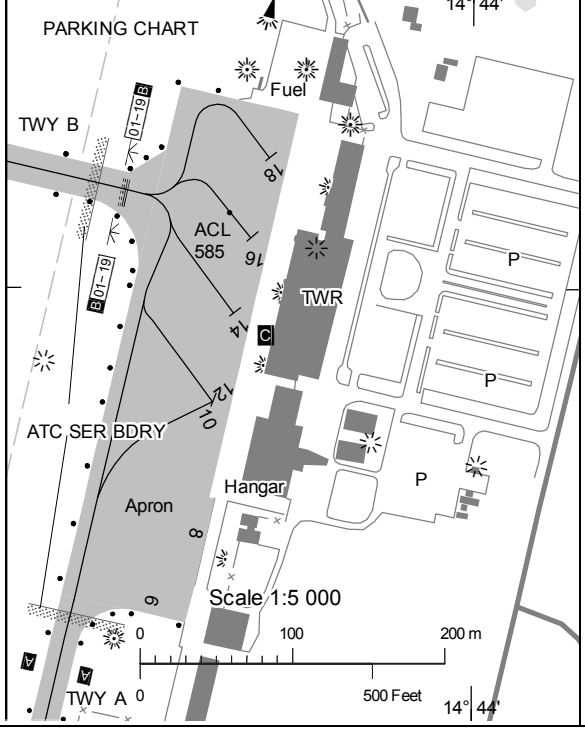 14° 44'
PARKING CHART
Fuel
B 01-19
TWY B
18
ACL
585
16
P
B 01-19
TWR
14
C
P
12
10
ATC SER BDRY
P
Hangar
Apron
8
6
Scale 1:5 000
0 100 200 m
A
A
TWY A
0 500 Feet
14° 44'